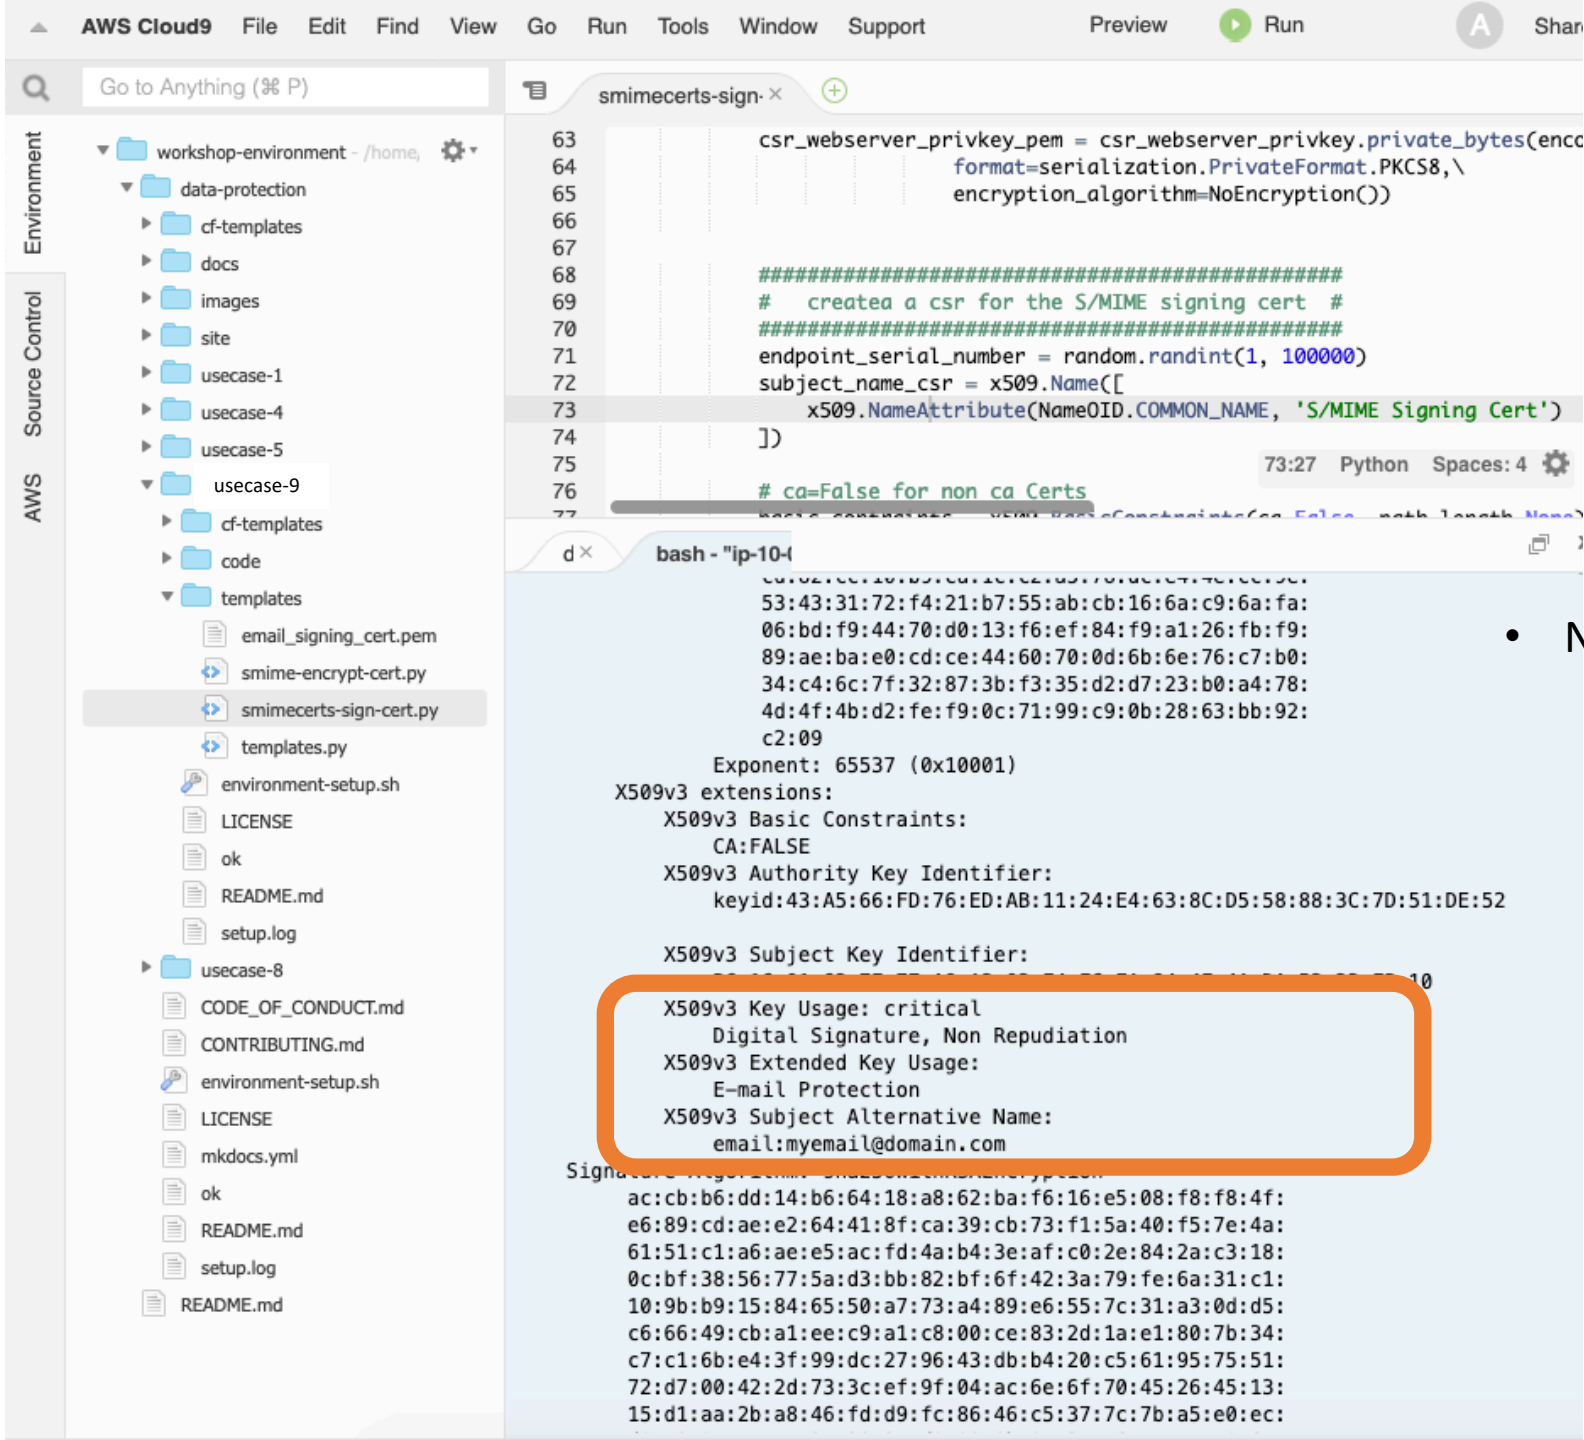 AWS Cloud9 File Edit Find View Go Run Tools Window Support Preview Run A Share
Go to Anything (⌘ P)
Environment
Source Control
AWS
workshop-environment - /home/
data-protection
cf-templates
docs
images
site
usecase-1
usecase-4
usecase-5
usecase-9
cf-templates
code
templates
email_signing_cert.pem
smime-encrypt-cert.py
smimecerts-sign-cert.py
templates.py
environment-setup.sh
LICENSE
ok
README.md
setup.log
usecase-8
CODE_OF_CONDUCT.md
CONTRIBUTING.md
environment-setup.sh
LICENSE
mkdocs.yml
ok
README.md
setup.log
README.md
smimecerts-sign-
63 csr_webserver_privkey_pem = csr_webserver_privkey.private_bytes(enco
64 format=serialization.PrivateFormat.PKCS8,\
65 encryption_algorithm=NoEncryption())
66
67
68 ################################################
69 # createa a csr for the S/MIME signing cert #
70 ################################################
71 endpoint_serial_number = random.randint(1, 100000)
72 subject_name_csr = x509.Name([
73 x509.NameAttribute(NameOID.COMMON_NAME, 'S/MIME Signing Cert')
74 ])
75
76 # ca=False for non ca Certs
73:27 Python Spaces: 4
d
bash - "ip-10-0
53:43:31:72:f4:21:b7:55:ab:cb:16:6a:c9:6a:fa:
06:bd:f9:44:70:d0:13:f6:ef:84:f9:a1:26:fb:f9:
89:ae:ba:e0:cd:ce:44:60:70:0d:6b:6e:76:c7:b0:
34:c4:6c:7f:32:87:3b:f3:35:d2:d7:23:b0:a4:78:
4d:4f:4b:d2:fe:f9:0c:71:99:c9:0b:28:63:bb:92:
c2:09
Exponent: 65537 (0x10001)
X509v3 extensions:
X509v3 Basic Constraints:
CA:FALSE
X509v3 Authority Key Identifier:
keyid:43:A5:66:FD:76:ED:AB:11:24:E4:63:8C:D5:58:88:3C:7D:51:DE:52
X509v3 Subject Key Identifier:
X509v3 Key Usage: critical
Digital Signature, Non Repudiation
X509v3 Extended Key Usage:
E-mail Protection
X509v3 Subject Alternative Name:
email:myemail@domain.com
ac:cb:b6:dd:14:b6:64:18:a8:62:ba:f6:16:e5:08:f8:f8:4f:
e6:89:cd:ae:e2:64:41:8f:ca:39:cb:73:f1:5a:40:f5:7e:4a:
61:51:c1:a6:ae:e5:ac:fd:4a:b4:3e:af:c0:2e:84:2a:c3:18:
0c:bf:38:56:77:5a:d3:bb:82:bf:6f:42:3a:79:fe:6a:31:c1:
10:9b:b9:15:84:65:50:a7:73:a4:89:e6:55:7c:31:a3:0d:d5:
c6:66:49:cb:a1:ee:c9:a1:c8:00:ce:83:2d:1a:e1:80:7b:34:
c7:c1:6b:e4:3f:99:dc:27:96:43:db:b4:20:c5:61:95:75:51:
72:d7:00:42:2d:73:3c:ef:9f:04:ac:6e:6f:70:45:26:45:13:
15:d1:aa:2b:a8:46:fd:d9:fc:86:46:c5:37:7c:7b:a5:e0:ec:
• N